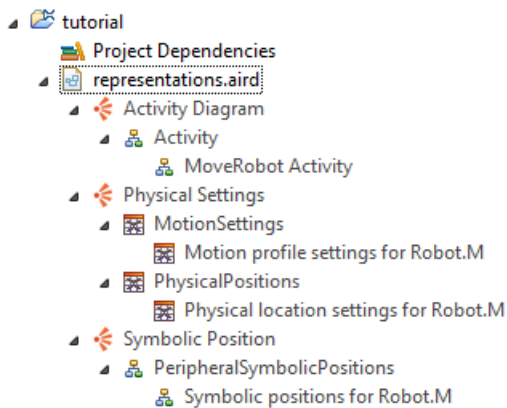 tutorial
Project Dependencies
representations.aird
Activity Diagram
Activity
MoveRobot Activity
Physical Settings
MotionSettings
Motion profile settings for Robot.M
PhysicalPositions
Physical location settings for Robot.M
Symbolic Position
PeripheralSymbolicPositions
Symbolic positions for Robot.M